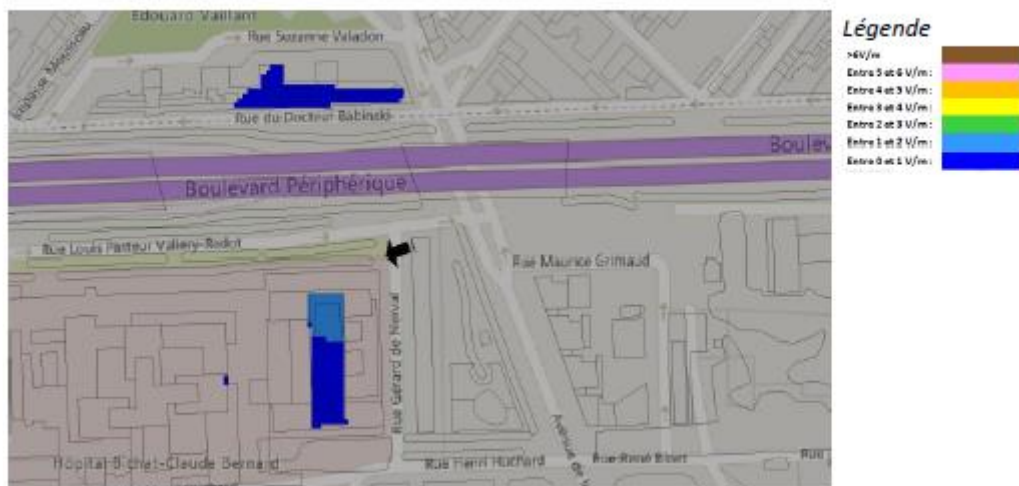 Edouard Vaillant
Rue Suzanne Valadon
Rue du Docteur Babinski
Boulevard Périphérique
Boulev
Rue Louis Pasteur Valléry-Radot
Rue Maurice Grimaud
Rue Gérard de Nerval
Hôpital Bichat-Claude Bernard
Rue Henri Huchard
Avenue de
Rue René Binet
Rue
Légende
>6V/m
Entre 5 et 6 V/m :
Entre 4 et 5 V/m :
Entre 3 et 4 V/m :
Entre 2 et 3 V/m :
Entre 1 et 2 V/m :
Entre 0 et 1 V/m :